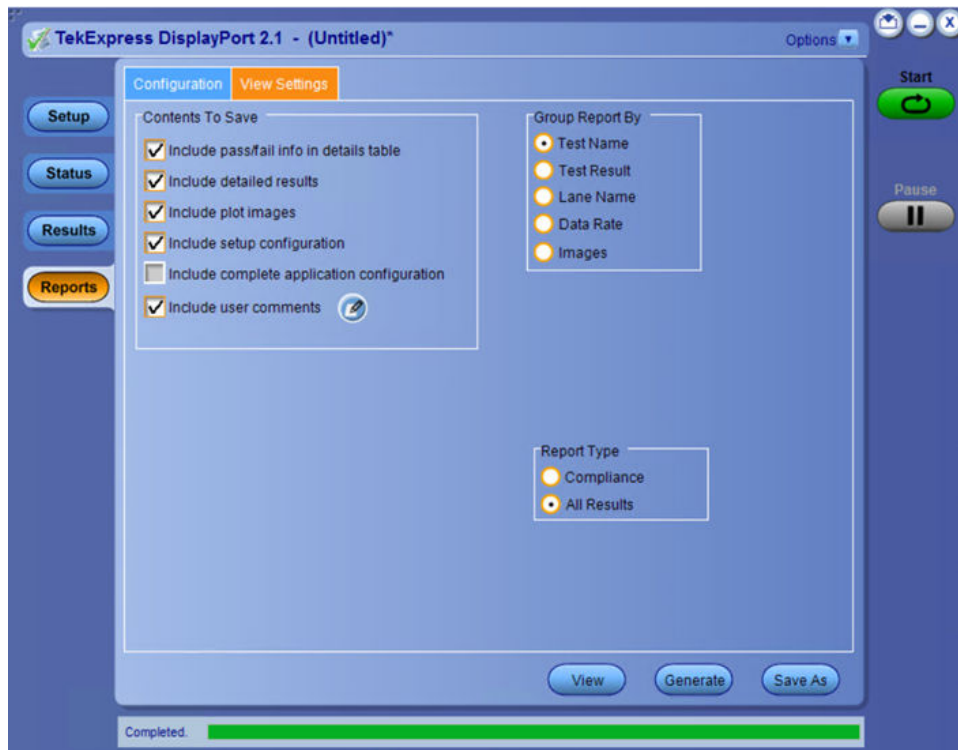 TekExpress DisplayPort 2.1 - (Untitled)*
Options
Start
Pause
Setup
Status
Results
Reports
Configuration
View Settings
Contents To Save
Include pass/fail info in details table
Include detailed results
Include plot images
Include setup configuration
Include complete application configuration
Include user comments
Group Report By
Test Name
Test Result
Lane Name
Data Rate
Images
Report Type
Compliance
All Results
View
Generate
Save As
Completed.